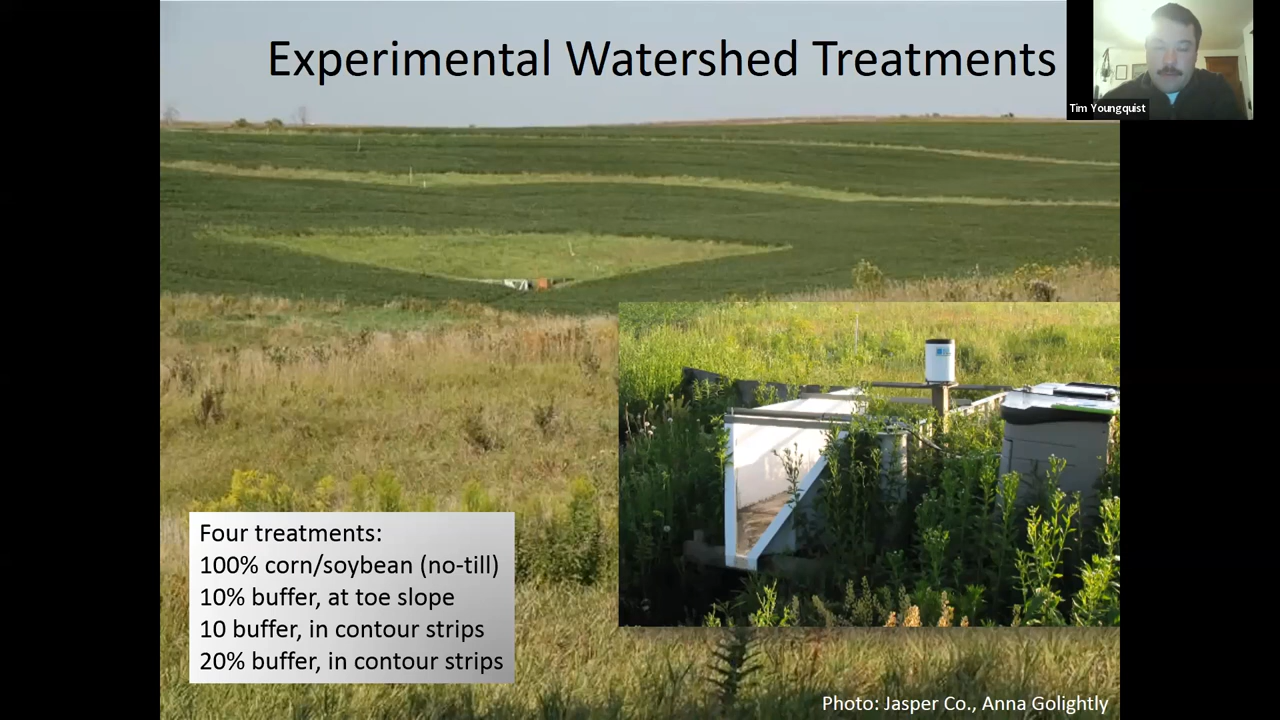 Experimental Watershed Treatments
Tim Youngquist
Four treatments:
100% corn/soybean (no-till)
10% buffer, at toe slope
10 buffer, in contour strips
20% buffer, in contour strips
Photo: Jasper Co., Anna Golightly